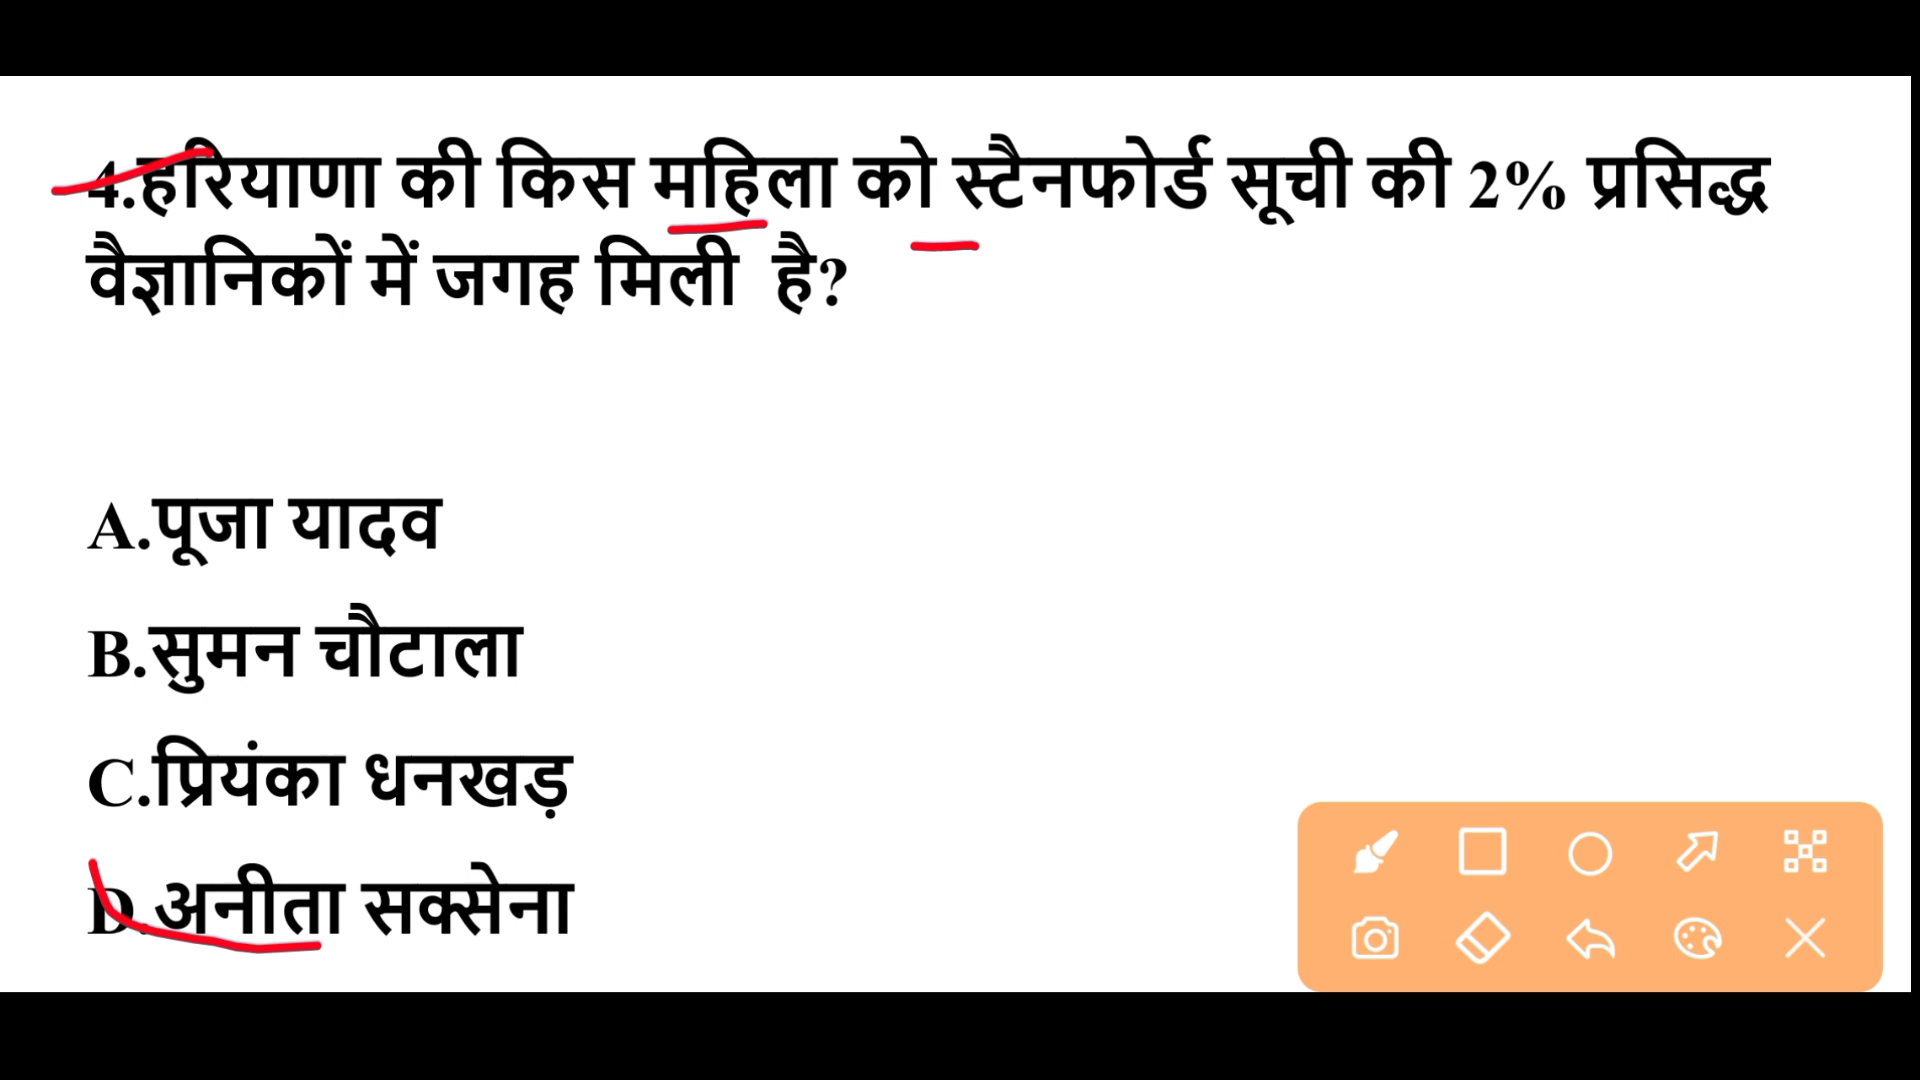 4.हरियाणा की किस महिला को स्टैनफोर्ड सूची की 2% प्रसिद्ध
वैज्ञानिकों में जगह मिली है?
A.पूजा यादव
B.सुमन चौटाला
C.प्रियंका धनखड़
D.अनीता सक्सेना